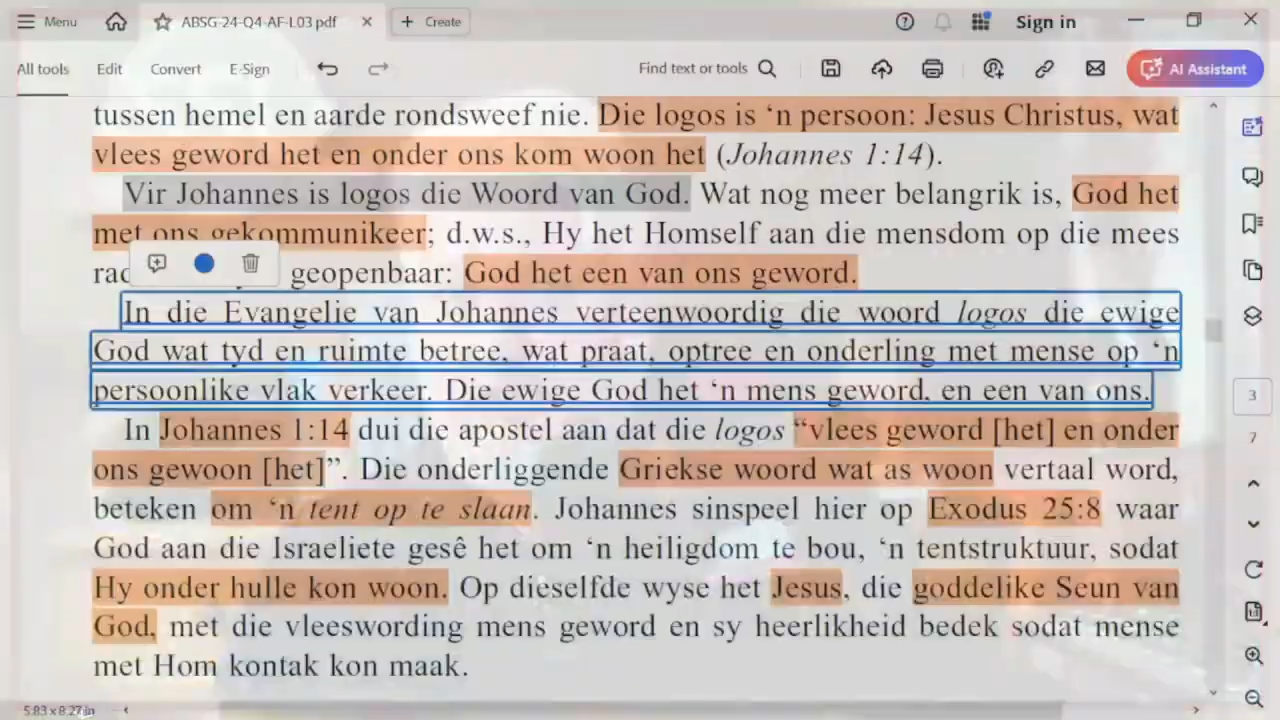 Menu
ABSG-24-Q4-AF-L03 pdf
Create
Sign in
All tools
Edit
Convert
E-Sign
Find text or tools
AI Assistant
tussen hemel en aarde rondsweef nie. Die logos is ‘n persoon: Jesus Christus, wat
vlees geword het en onder ons kom woon het (Johannes 1:14).
Vir Johannes is logos die Woord van God. Wat nog meer belangrik is, God het
met ons gekommunikeer; d.w.s., Hy het Homself aan die mensdom op die mees
geopenbaar: God het een van ons geword.
In die Evangelie van Johannes verteenwoordig die woord logos die ewige
God wat tyd en ruimte betree, wat praat, optree en onderling met mense op ‘n
persoonlike vlak verkeer. Die ewige God het ‘n mens geword, en een van ons.
In Johannes 1:14 dui die apostel aan dat die logos “vlees geword [het] en onder
ons gewoon [het]”. Die onderliggende Griekse woord wat as woon vertaal word,
beteken om ‘n tent op te slaan. Johannes sinspeel hier op Exodus 25:8 waar
God aan die Israeliete gesê het om ‘n heiligdom te bou, ‘n tentstruktuur, sodat
Hy onder hulle kon woon. Op dieselfde wyse het Jesus, die goddelike Seun van
God, met die vleeswording mens geword en sy heerlikheid bedek sodat mense
met Hom kontak kon maak.
3
7
5.83 x 8.27 in